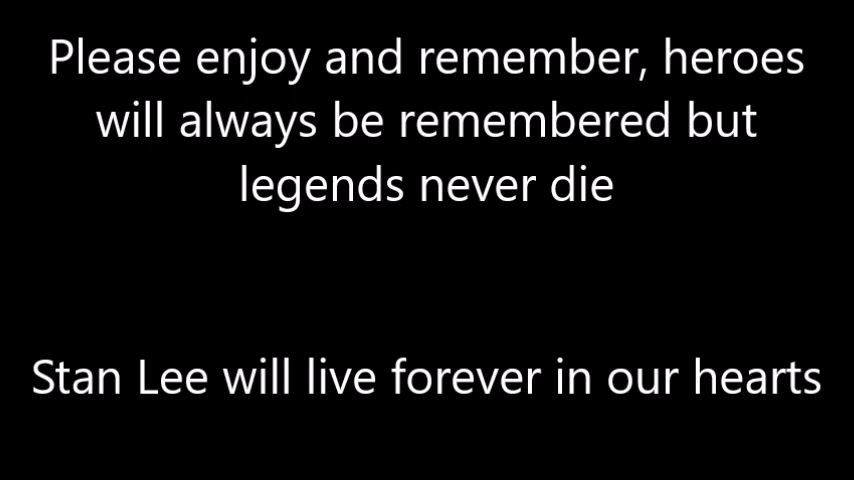 Please enjoy and remember, heroes
will always be remembered but
legends never die
Stan Lee will live forever in our hearts